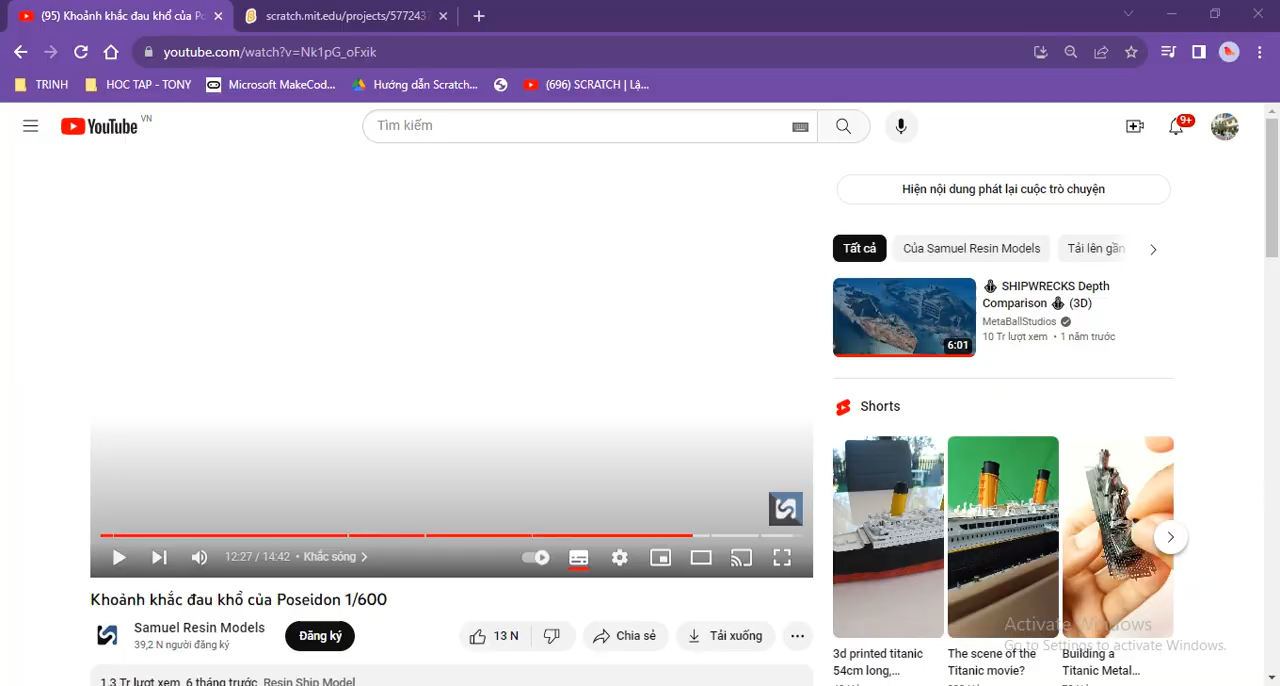 (95) Khoảnh khắc đau khổ của Po
scratch.mit.edu/projects/5772437
youtube.com/watch?v=Nk1pG_oFxik
TRINH
HOC TAP - TONY
Microsoft MakeCod...
Hướng dẫn Scratch...
(696) SCRATCH | Lậ...
YouTube VN
Tìm kiếm
9+
Hiện nội dung phát lại cuộc trò chuyện
Tất cả
Của Samuel Resin Models
Tải lên gần
SHIPWRECKS Depth
Comparison (3D)
MetaBallStudios
10 Tr lượt xem • 1 năm trước
6:01
Shorts
12:27 / 14:42 • Khắc sóng
Khoảnh khắc đau khổ của Poseidon 1/600
Samuel Resin Models
39,2 N người đăng ký
Đăng ký
13 N
Chia sẻ
Tải xuống
1,3 Tr lượt xem 6 tháng trước Resin Ship Model
3d printed titanic
54cm long,...
The scene of the
Titanic movie?
Building a
Titanic Metal...
Activate Windows
Go to Settings to activate Windows.